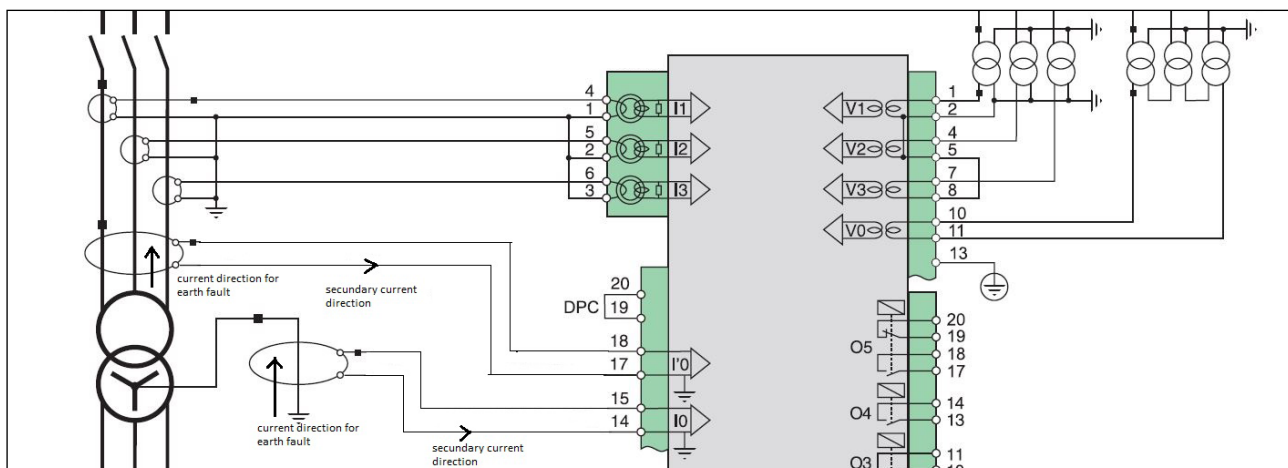 4
1
I1
5
2
I2
6
3
I3
V1
1
2
V2
4
5
V3
7
8
V0
10
11
13
current direction for
earth fault
secundary current
direction
20
DPC
19
18
17
I'0
15
14
I0
current direction for
earth fault
secundary current
direction
O5
20
19
18
17
O4
14
13
O3
11